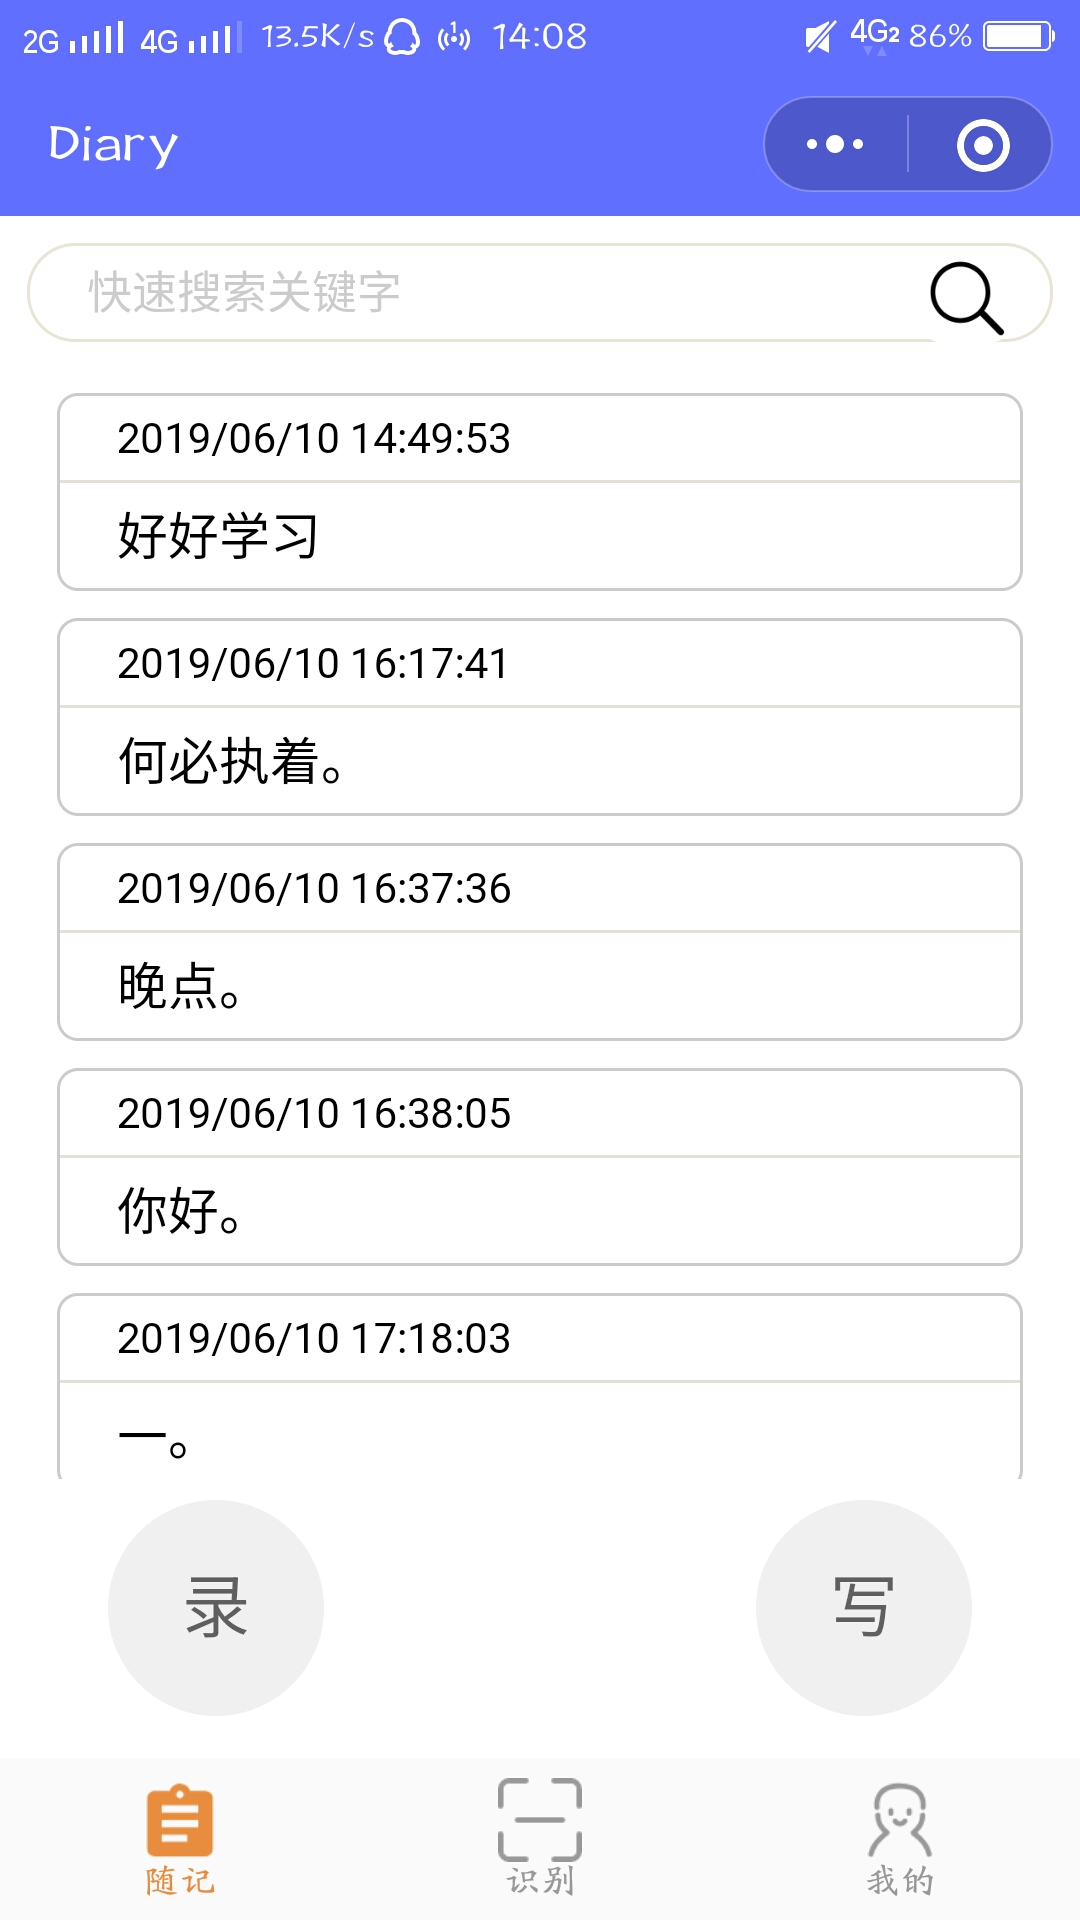 2G 4G 13.5K/s 1 14:08 4G2 86%
Diary
快速搜索关键字
2019/06/10 14:49:53
好好学习
2019/06/10 16:17:41
何必执着。
2019/06/10 16:37:36
晚点。
2019/06/10 16:38:05
你好。
2019/06/10 17:18:03
一。
录 写
随记 识别 我的